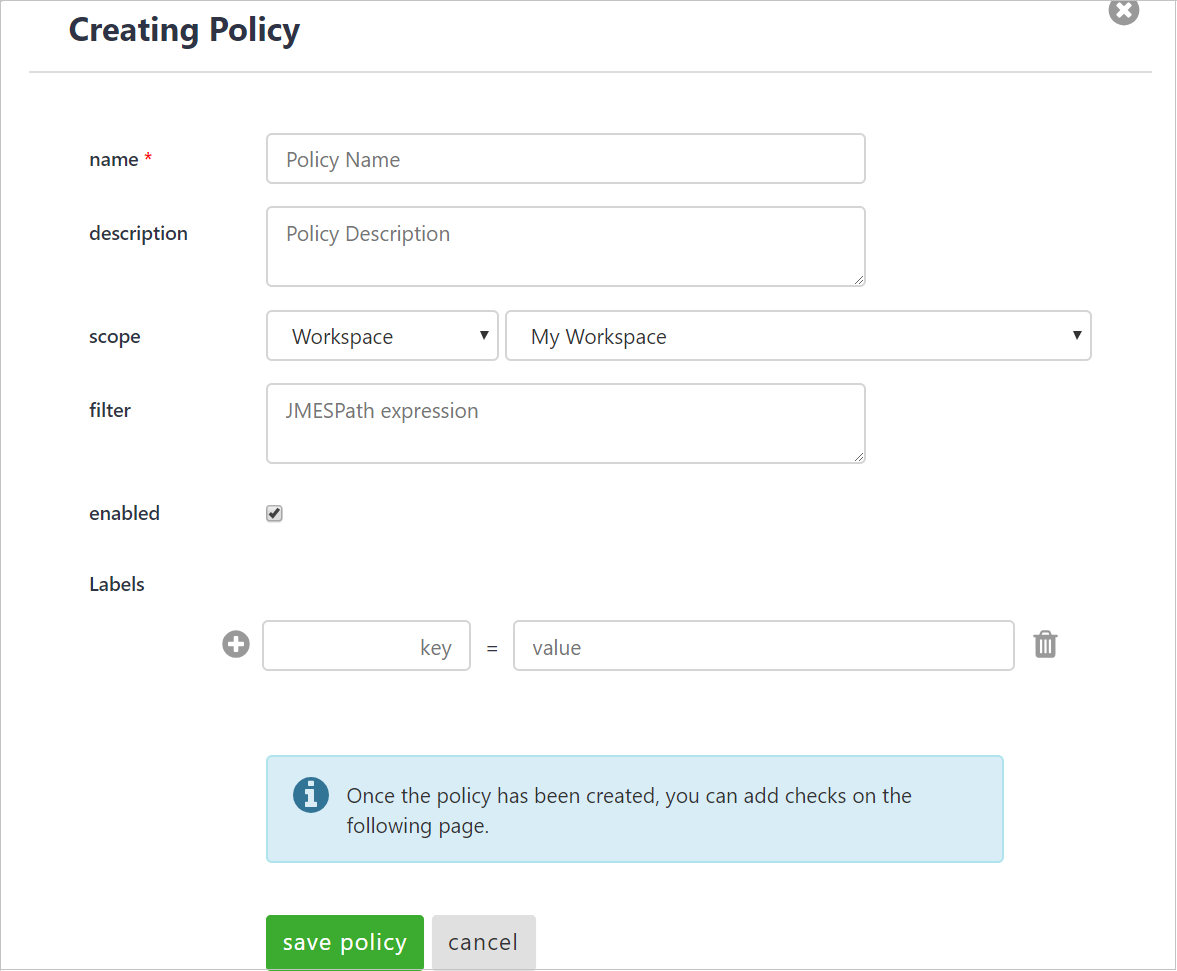 Creating Policy
name *
Policy Name
description
Policy Description
scope
Workspace
My Workspace
filter
JMESPath expression
enabled
Labels
key = value
Once the policy has been created, you can add checks on the
following page.
save policy
cancel